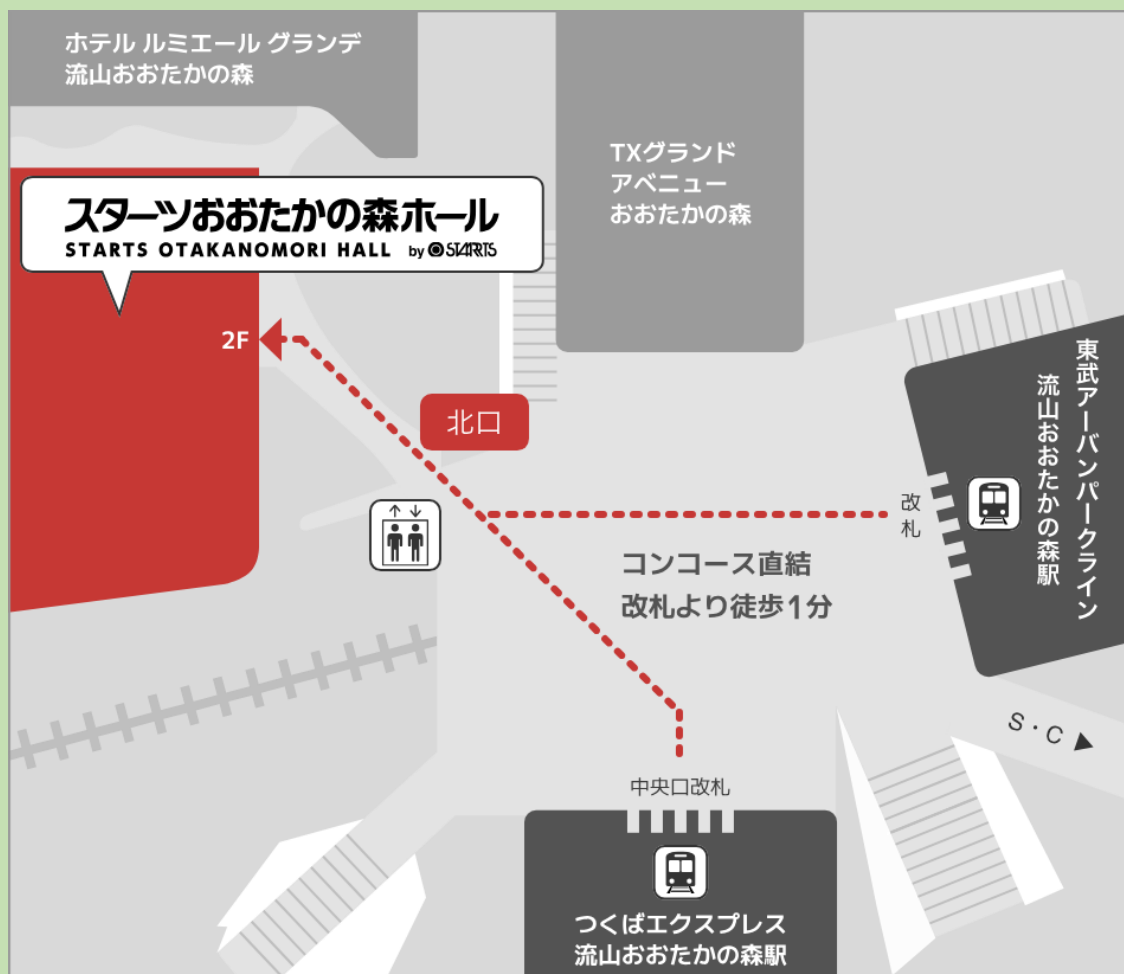 ホテル ルミエール グランデ
流山おおたかの森
TXグランド
アベニュー
おおたかの森
スターツおおたかの森ホール
STARTS OTAKANOMORI HALL by STARTS
2F
北口
東武アーバンパークライン
流山おおたかの森駅
改札
コンコース直結
改札より徒歩1分
S・C ▶
中央口改札
つくばエクスプレス
流山おおたかの森駅